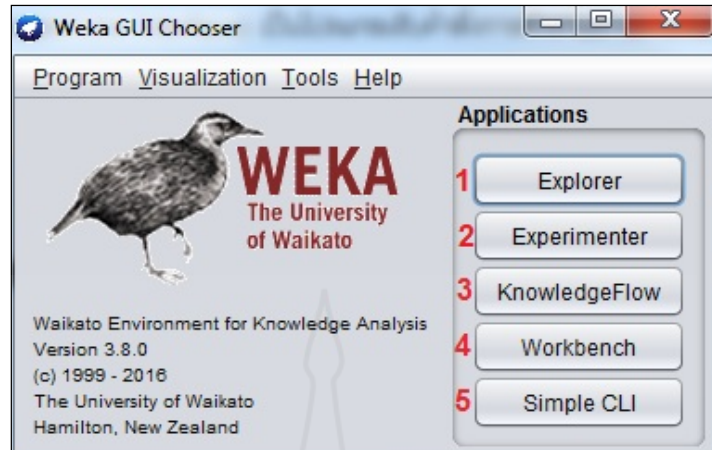 Weka GUI Chooser
Program Visualization Tools Help
WEKA
The University
of Waikato
Waikato Environment for Knowledge Analysis
Version 3.8.0
(c) 1999 - 2016
The University of Waikato
Hamilton, New Zealand
Applications
1 Explorer
2 Experimenter
3 KnowledgeFlow
4 Workbench
5 Simple CLI